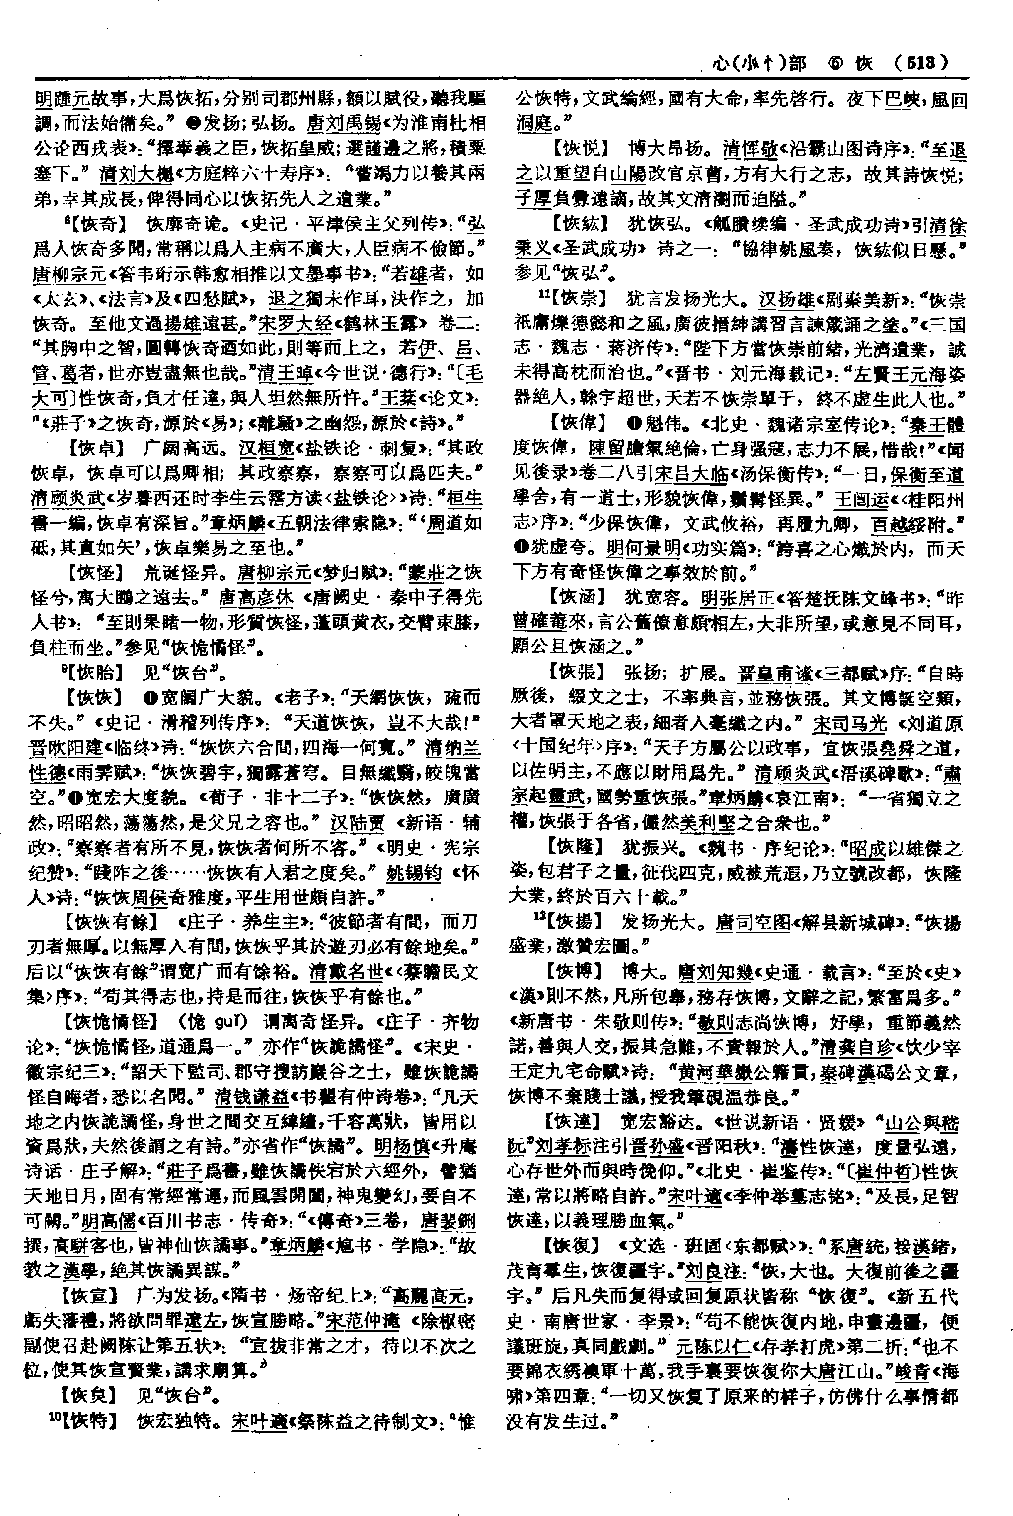 心(小忄)部 ⑥ 恢 (513)
明踵元故事，大爲恢拓，分别司郡州縣，額以賦役，聽我驅
調，而法始備矣。”❷发扬；弘扬。唐刘禹锡《为淮南杜相
公论西戎表》：“擇奉義之臣，恢拓皇威；選謹邊之將，積粟
塞下。”清刘大櫆《方庭粹六十寿序》：“嘗竭力以養其兩
弟，幸其成長，俾得同心以恢拓先人之遺業。”
⁸【恢奇】 恢廓奇诡。《史记·平津侯主父列传》：“弘
爲人恢奇多聞，常稱以爲人主病不廣大，人臣病不儉節。”
唐柳宗元《答韦珩示韩愈相推以文墨事书》：“若雄者，如
《太玄》、《法言》及《四愁賦》，退之獨未作耳，決作之，加
恢奇。至他文過揚雄遠甚。”宋罗大经《鹤林玉露》卷二：
“其胸中之智，圓轉恢奇迺如此，則等而上之，若伊、吕、
管、葛者，世亦豈盡無也哉。”清王晫《今世说·德行》：“〔毛
大可〕性恢奇，負才任達，與人坦然無所忤。”王棻《论文》：
“《莊子》之恢奇，源於《易》；《離騷》之幽怨，源於《詩》。”
【恢卓】 广阔高远。汉桓宽《盐铁论·刺复》：“其政
恢卓，恢卓可以爲卿相；其政察察，察察可以爲匹夫。”
清顾炎武《岁暮西还时李生云霑方读〈盐铁论〉》诗：“桓生
書一編，恢卓有深旨。”章炳麟《五朝法律索隐》：“‘周道如
砥，其直如矢’，恢卓樂易之至也。”
【恢怪】 荒诞怪异。唐柳宗元《梦归赋》：“蒙莊之恢
怪兮，寓大鵬之遠去。”唐高彦休《唐阙史·秦中子得先
人书》：“至則果睹一物，形質恢怪，蓬頭黄衣，交臂束膝，
負柱而坐。”参见“恢恑憰怪”。
⁹【恢胎】 见“恢台”。
【恢恢】 ❶宽阔广大貌。《老子》：“天網恢恢，疏而
不失。”《史记·滑稽列传序》：“天道恢恢，豈不大哉！”
晋欧阳建《临终》诗：“恢恢六合間，四海一何寬。”清纳兰
性德《雨霁赋》：“恢恢碧宇，獨露蒼穹。目無纖翳，皎魄當
空。”❷宽宏大度貌。《荀子·非十二子》：“恢恢然，廣廣
然，昭昭然，蕩蕩然，是父兄之容也。”汉陆贾《新语·辅
政》：“察察者有所不見，恢恢者何所不容。”《明史·宪宗
纪赞》：“踐阼之後……恢恢有人君之度矣。”姚锡钧《怀
人》诗：“恢恢周侯奇雅度，平生用世頗自許。”
【恢恢有餘】 《庄子·养生主》：“彼節者有間，而刀
刃者無厚。以無厚入有間，恢恢乎其於遊刃必有餘地矣。”
后以“恢恢有餘”谓宽广而有馀裕。清戴名世《〈蔡瞻民文
集〉序》：“苟其得志也，持是而往，恢恢乎有餘也。”
【恢恑憰怪】（恑 guǐ） 谓离奇怪异。《庄子·齐物
论》：“恢恑憰怪，道通爲一。”亦作“恢詭譎怪”。《宋史·
徽宗纪三》：“詔天下監司、郡守搜訪巖谷之士，雖恢詭譎
怪自晦者，悉以名聞。”清钱谦益《书瞿有仲诗卷》：“凡天
地之内恢詭譎怪，身世之間交互緯繣，千容萬狀，皆用以
資爲狀，夫然後謂之有詩。”亦省作“恢譎”。明杨慎《升庵
诗话·庄子解》：“莊子爲書，雖恢譎佚宕於六經外，譬猶
天地日月，固有常經常運，而風雲開闔，神鬼變幻，要自不
可闕。”明高儒《百川书志·传奇》：“《傳奇》三卷，唐裴鉶
撰，高駢客也，皆神仙恢譎事。”章炳麟《訄书·学隐》：“故
教之漢學，絶其恢譎異謀。”
【恢宣】 广为发扬。《隋书·炀帝纪上》：“高麗高元，
虧失藩禮，將欲問罪遼左，恢宣勝略。”宋范仲淹《除枢密
副使召赴阙陈让第五状》：“宜拔非常之才，待以不次之
位，使其恢宣賢業，講求廟算。”
【恢炱】 见“恢台”。
¹⁰【恢特】 恢宏独特。宋叶適《祭陈益之待制文》：“惟
公恢特，文武編經，國有大命，率先啓行。夜下巴峽，風回
洞庭。”
【恢悦】 博大昂扬。清恽敬《沿霸山图诗序》：“至退
之以重望自山陽改官京曹，方有大行之志，故其詩恢悦；
子厚負釁遠謫，故其文清瀏而迫隘。”
【恢紘】 犹恢弘。《觚賸续编·圣武成功诗》引清徐
秉义《圣武成功》诗之一：“協律姚風奏，恢紘似日懸。”
参见“恢弘”。
¹¹【恢崇】 犹言发扬光大。汉扬雄《剧秦美新》：“恢崇
祇庸爍德懿和之風，廣彼搢紳講習言諫箴誦之塗。”《三国
志·魏志·蒋济传》：“陛下方當恢崇前緒，光濟遺業，誠
未得高枕而治也。”《晋书·刘元海载记》：“左賢王元海姿
器絶人，幹宇超世，天若不恢崇單于，終不虚生此人也。”
【恢偉】 ❶魁伟。《北史·魏诸宗室传论》：“秦王體
度恢偉，陳留膽氣絶倫，亡身强寇，志力不展，惜哉！”《闻
见後录》卷二八引宋吕大临《汤保衡传》：“一日，保衡至道
學舍，有一道士，形貌恢偉，鬚髯怪異。”王闿运《〈桂阳州
志〉序》：“少保恢偉，文武攸裕，再履九卿，百越綏附。”
❷犹虚夸。明何景明《功实篇》：“誇喜之心熾於内，而天
下方有奇怪恢偉之事效於前。”
【恢涵】 犹宽容。明张居正《答楚抚陈文峰书》：“昨
曾確菴來，言公舊僚意頗相左，大非所望，或意見不同耳，
願公且恢涵之。”
【恢張】 张扬；扩展。晋皇甫谧《三都赋》序：“自時
厥後，綴文之士，不率典言，並務恢張。其文博誕空類，
大者罩天地之表，細者入毫纖之内。”宋司马光《刘道原
〈十国纪年〉序》：“天子方屬公以政事，宜恢張堯舜之道，
以佐明主，不應以財用爲先。”清顾炎武《浯溪碑歌》：“肅
宗起靈武，國勢重恢張。”章炳麟《哀江南》：“一省獨立之
權，恢張于各省，儼然美利堅之合衆也。”
【恢隆】 犹振兴。《魏书·序纪论》：“昭成以雄傑之
姿，包君子之量，征伐四克，威被荒遐，乃立號改都，恢隆
大業，終於百六十載。”
¹²【恢揚】 发扬光大。唐司空图《解县新城碑》：“恢揚
盛業，激贊宏圖。”
【恢博】 博大。唐刘知幾《史通·载言》：“至於《史》
《漢》則不然，凡所包舉，務存恢博，文辭之記，繁富爲多。”
《新唐书·朱敬则传》：“敬則志尚恢博，好學，重節義然
諾，善與人交，振其急難，不責報於人。”清龚自珍《饮少宰
王定九宅命赋》诗：“黄河華嶽公籍貫，秦碑漢碣公文章，
恢博不棄賤士議，授我筆硯温恭良。”
【恢達】 宽宏豁达。《世说新语·贤媛》“山公與嵇
阮”刘孝标注引晋孙盛《晋阳秋》：“濤性恢達，度量弘遠，
心存世外而與時俛仰。”《北史·崔鉴传》：“〔崔仲哲〕性恢
達，常以將略自許。”宋叶適《李仲举墓志铭》：“及長，足智
恢達，以義理勝血氣。”
【恢復】 《文选·班固〈东都赋〉》：“系唐統，接漢緒，
茂育羣生，恢復疆宇。”刘良注：“恢，大也。大復前後之疆
宇。”后凡失而复得或回复原状皆称“恢復”。《新五代
史·南唐世家·李景》：“苟不能恢復内地，申畫邊疆，便
議班旋，真同戲劇。”元陈以仁《存孝打虎》第二折：“也不
要錦衣綉襖軍十萬，我手裏要恢復你大唐江山。”峻青《海
啸》第四章：“一切又恢复了原来的样子，仿佛什么事情都
没有发生过。”